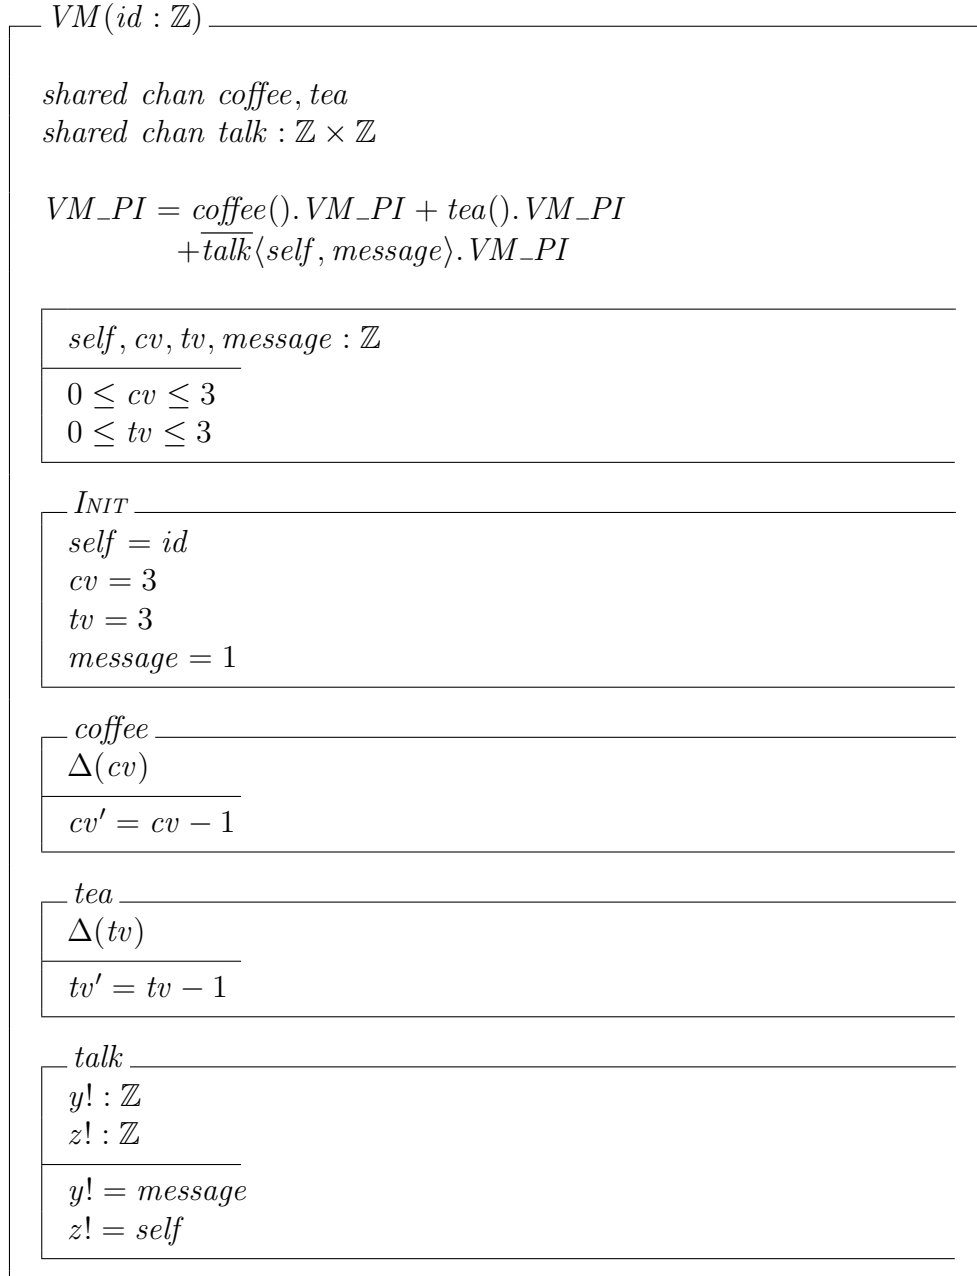 VM(id : ℤ)
shared chan coffee, tea
shared chan talk : ℤ × ℤ
VM_PI = coffee().VM_PI + tea().VM_PI
+t̅a̅l̅k̅⟨self, message⟩.VM_PI
self, cv, tv, message : ℤ
0 ≤ cv ≤ 3
0 ≤ tv ≤ 3
INIT
self = id
cv = 3
tv = 3
message = 1
coffee
Δ(cv)
cv′ = cv − 1
tea
Δ(tv)
tv′ = tv − 1
talk
y! : ℤ
z! : ℤ
y! = message
z! = self